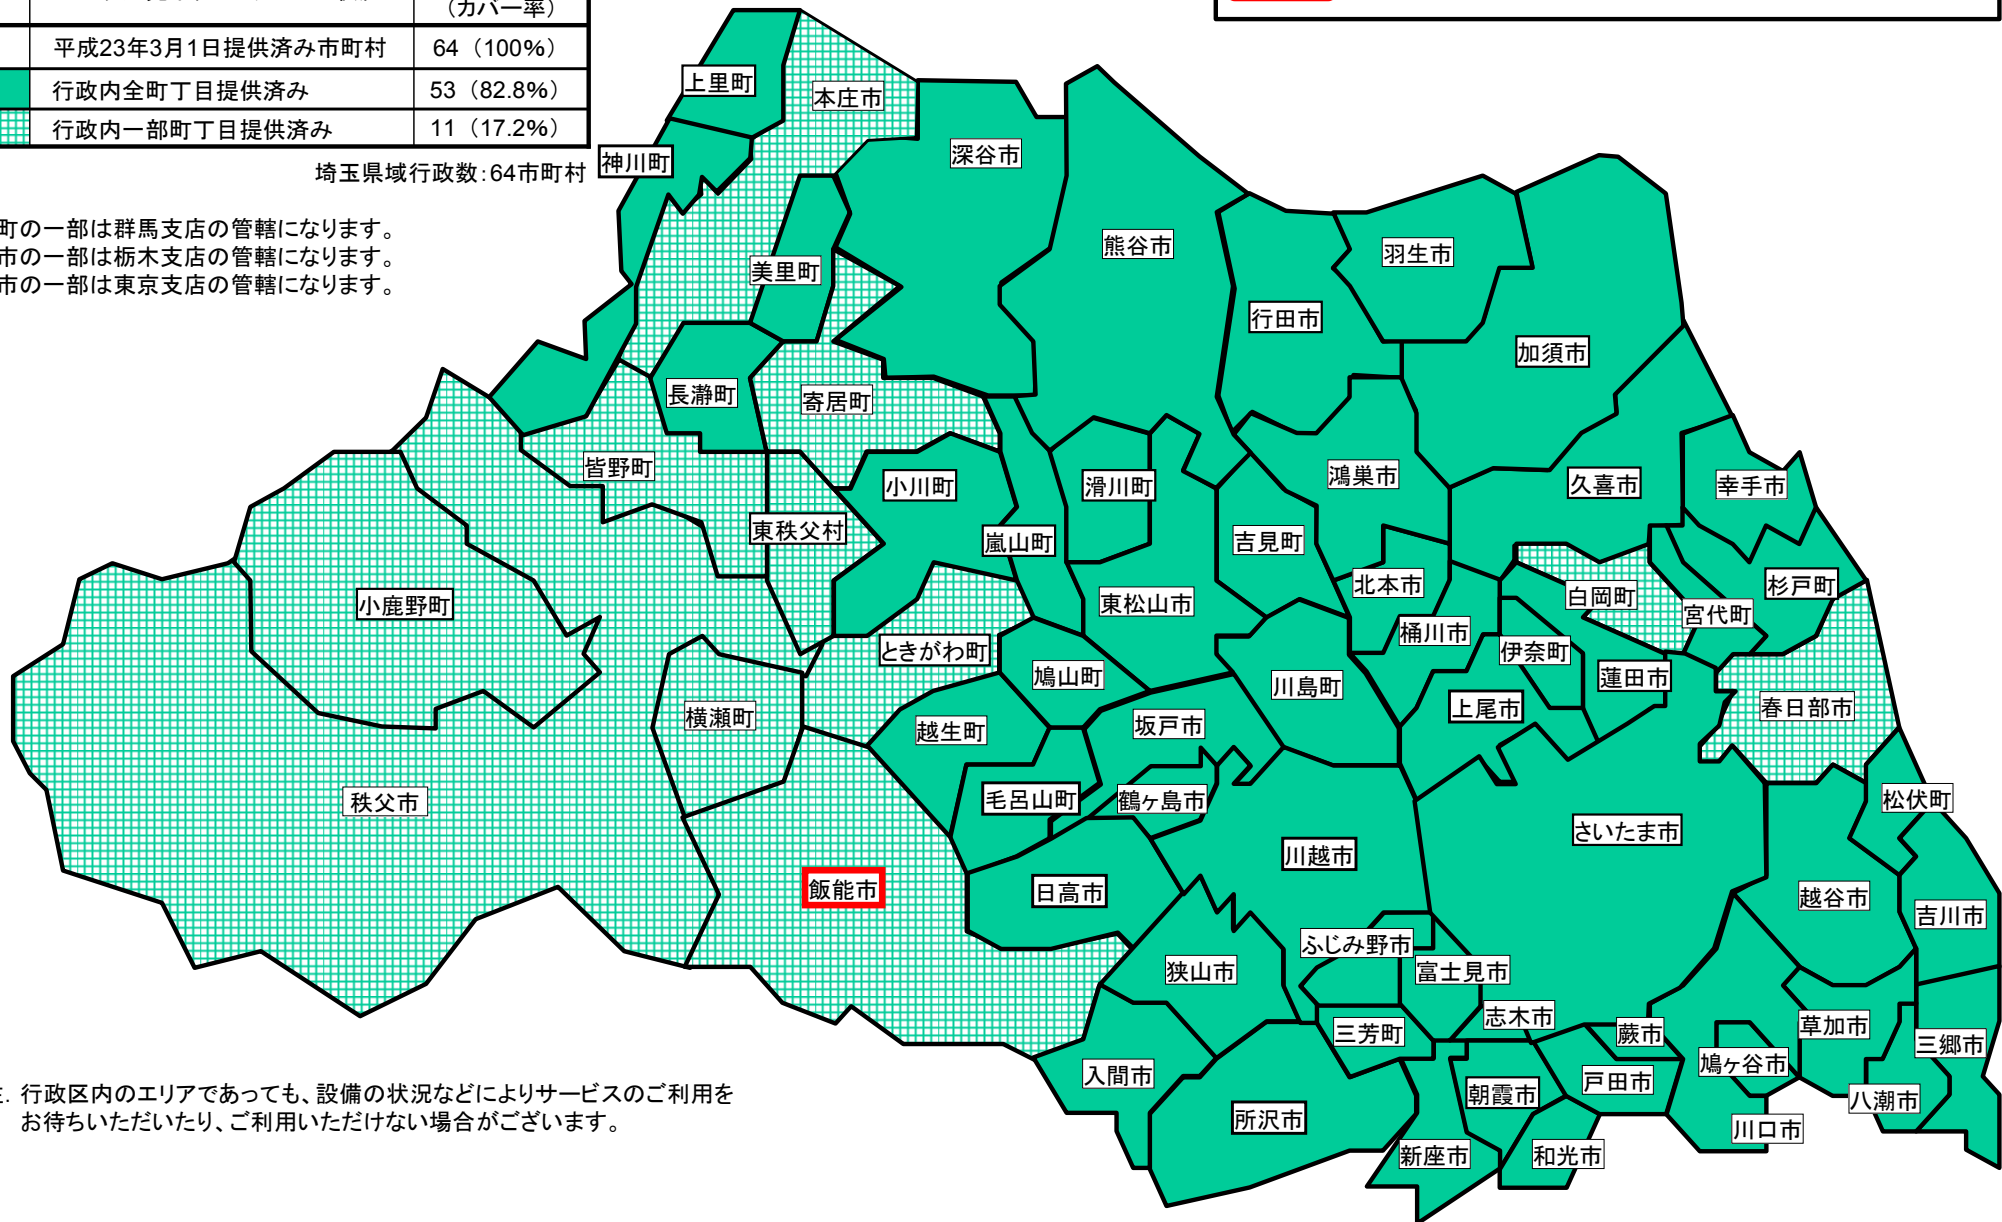 （カバー率）
平成23年3月1日提供済み市町村 64（100%）
行政内全町丁目提供済み 53（82.8%）
行政内一部町丁目提供済み 11（17.2%）
埼玉県域行政数：64市町村
町の一部は群馬支店の管轄になります。
市の一部は栃木支店の管轄になります。
市の一部は東京支店の管轄になります。
上里町
本庄市
神川町
深谷市
美里町
熊谷市
羽生市
行田市
加須市
長瀞町
寄居町
皆野町
小川町
滑川町
鴻巣市
久喜市
幸手市
東秩父村
嵐山町
吉見町
北本市
白岡町
杉戸町
小鹿野町
東松山市
宮代町
桶川市
ときがわ町
伊奈町
鳩山町
川島町
蓮田市
横瀬町
越生町
坂戸市
上尾市
春日部市
秩父市
毛呂山町
鶴ヶ島市
松伏町
さいたま市
川越市
飯能市
日高市
越谷市
吉川市
ふじみ野市
狭山市
富士見市
志木市
三芳町
蕨市
草加市
三郷市
鳩ヶ谷市
入間市
戸田市
朝霞市
八潮市
所沢市
川口市
新座市
和光市
行政区内のエリアであっても、設備の状況などによりサービスのご利用を
お待ちいただいたり、ご利用いただけない場合がございます。